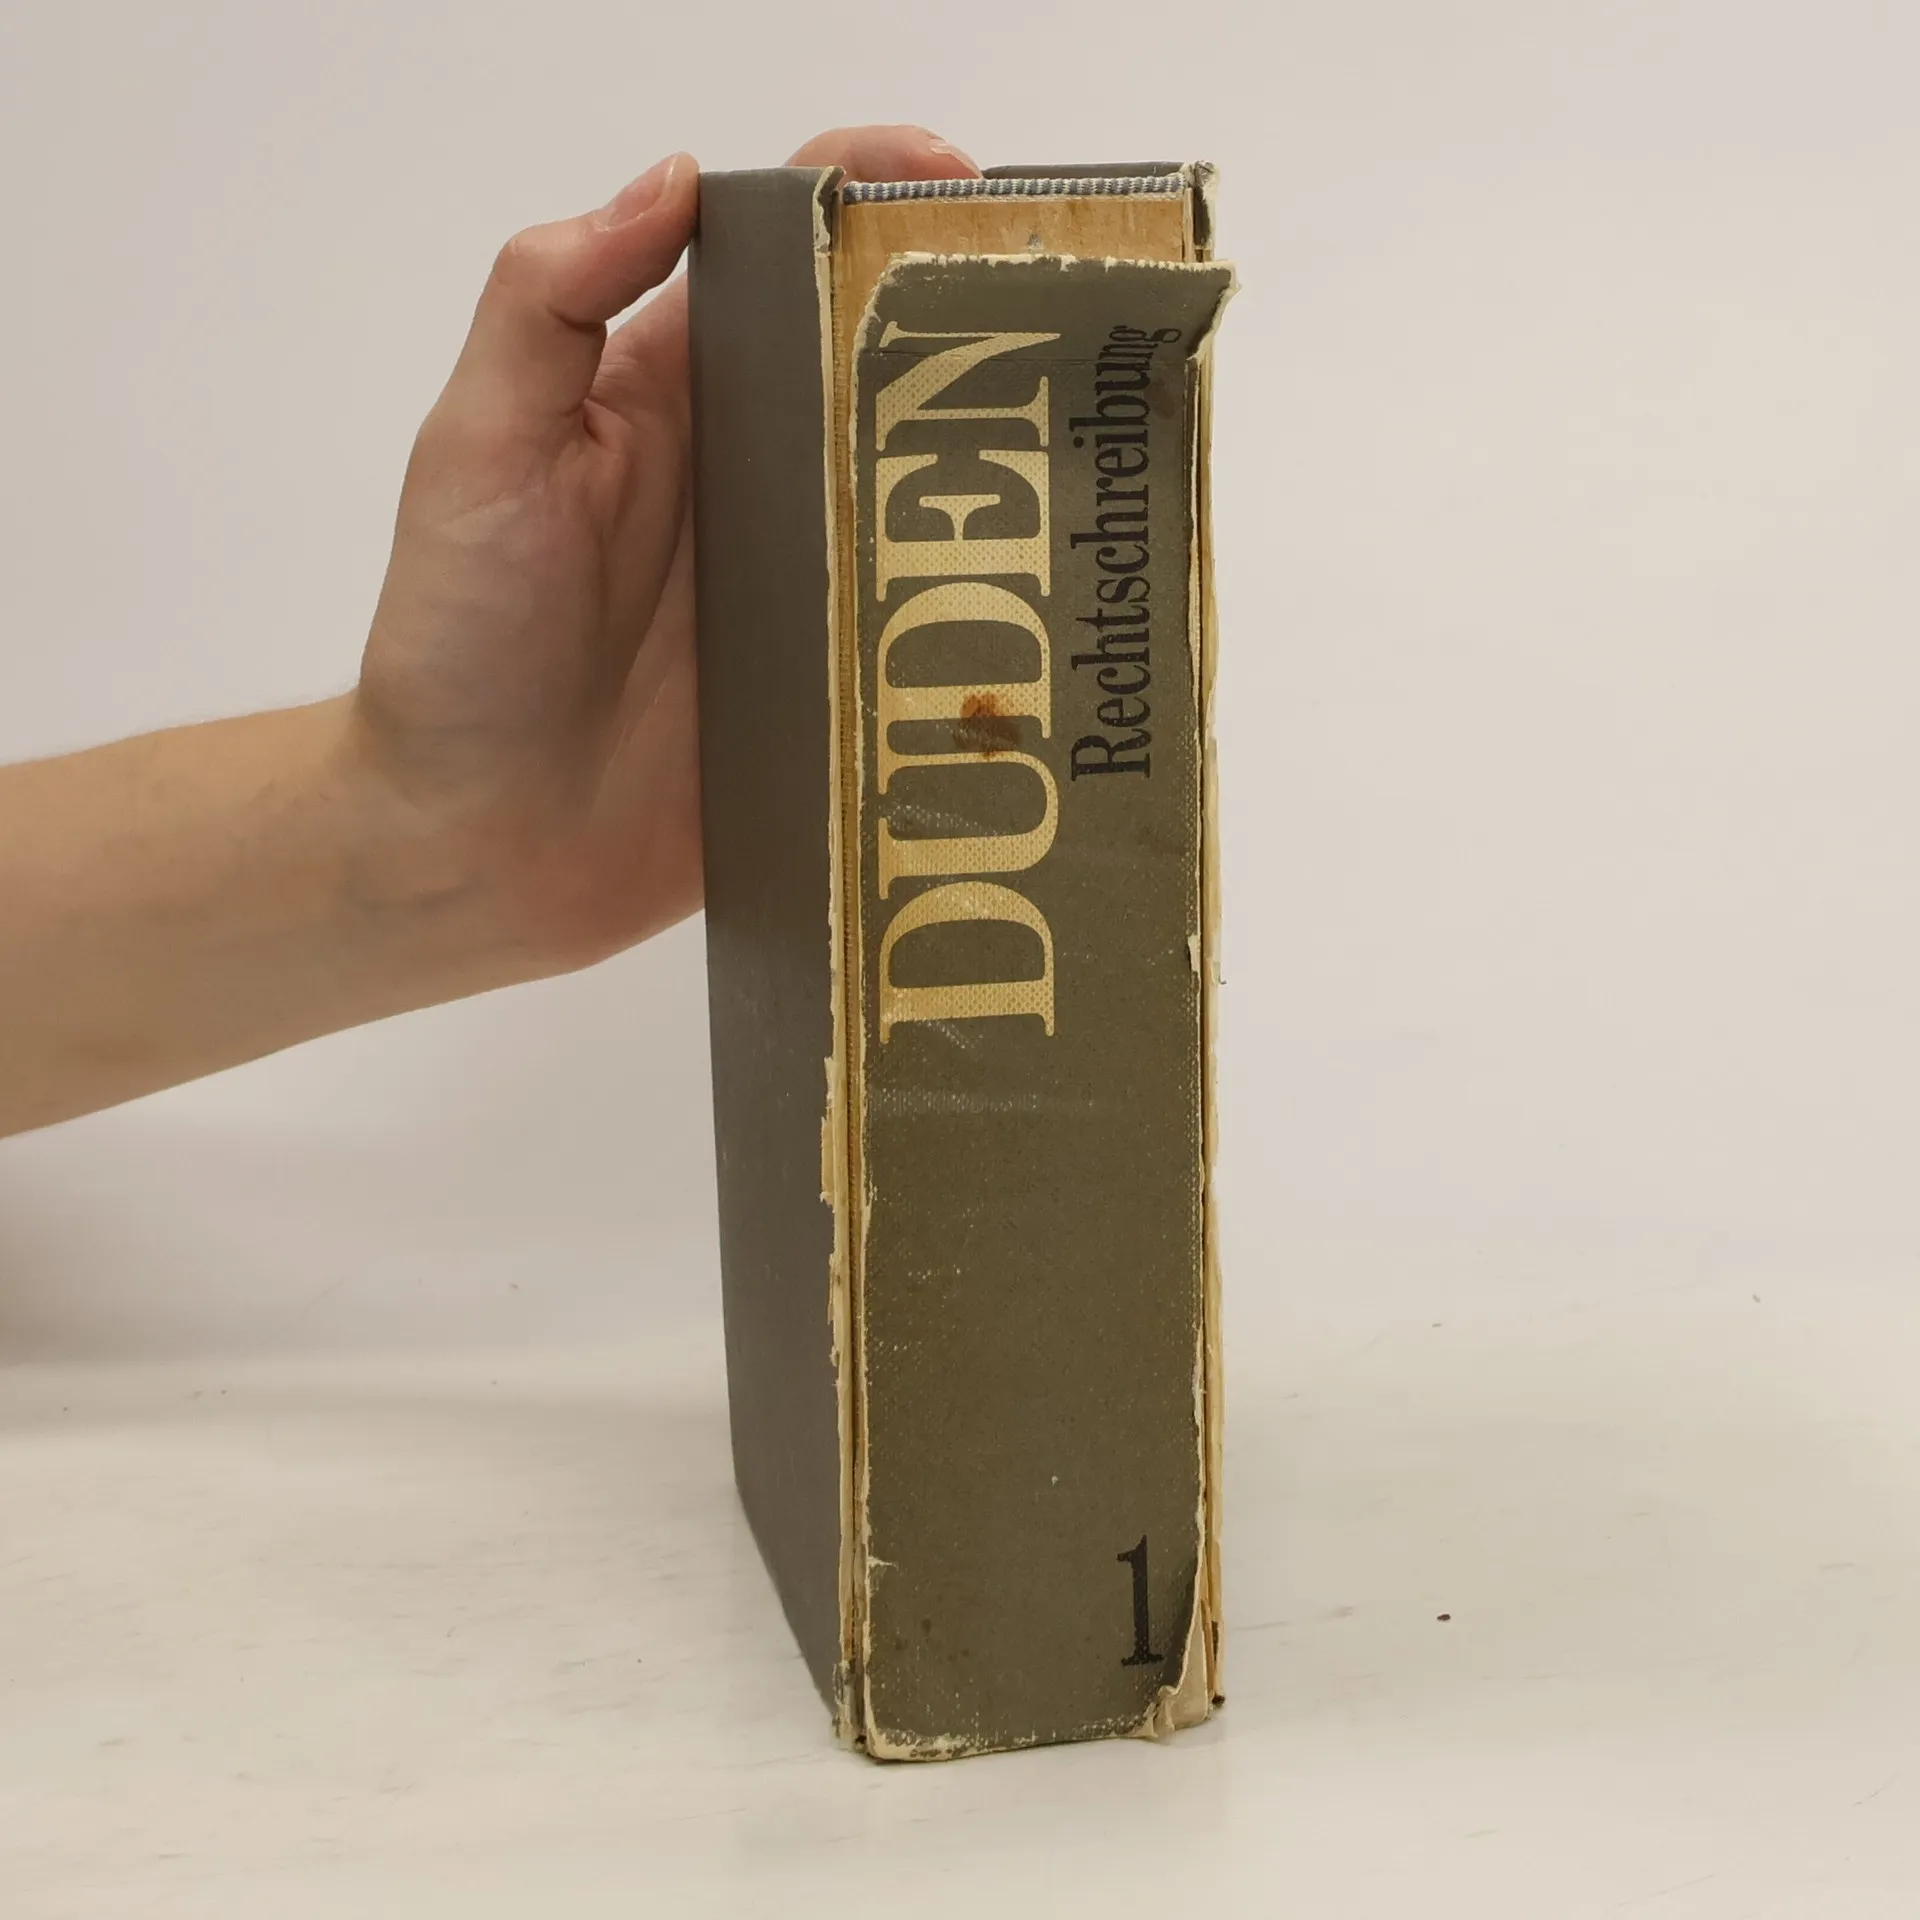 DUDEN
Rechtschreibung
1